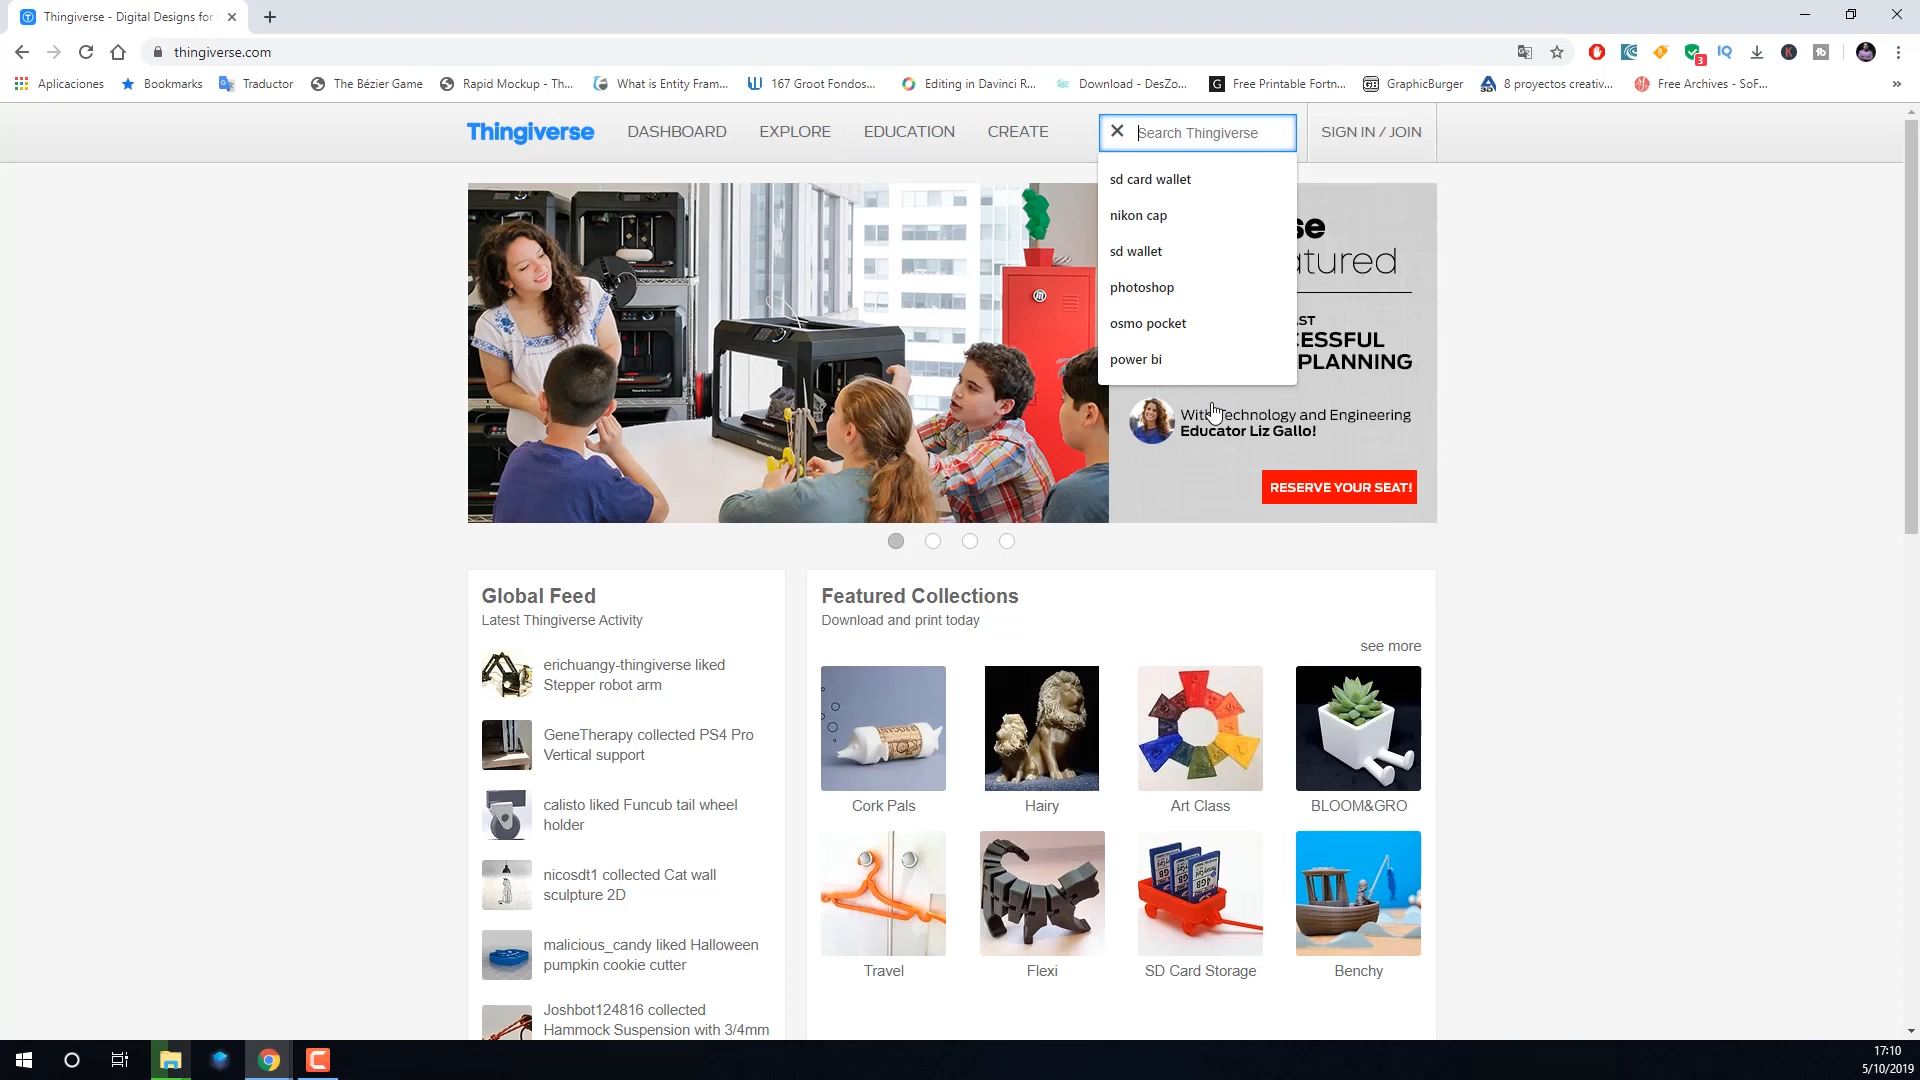 Thingiverse - Digital Designs for
thingiverse.com
3
Aplicaciones
Bookmarks
Traductor
The Bézier Game
Rapid Mockup - Th...
What is Entity Fram...
167 Groot Fondos...
Editing in Davinci R...
Download - DesZo...
Free Printable Fortn...
GraphicBurger
8 proyectos creativ...
Free Archives - SoF...
Thingiverse
DASHBOARD
EXPLORE
EDUCATION
CREATE
Search Thingiverse
SIGN IN / JOIN
sd card wallet
nikon cap
sd wallet
photoshop
osmo pocket
power bi
se
atured
ST
ESSFUL
PLANNING
With Technology and Engineering
Educator Liz Gallo!
RESERVE YOUR SEAT!
Global Feed
Latest Thingiverse Activity
erichuangy-thingiverse liked
Stepper robot arm
GeneTherapy collected PS4 Pro
Vertical support
calisto liked Funcub tail wheel
holder
nicosdt1 collected Cat wall
sculpture 2D
malicious_candy liked Halloween
pumpkin cookie cutter
Joshbot124816 collected
Hammock Suspension with 3/4mm
Featured Collections
Download and print today
see more
Cork Pals
Hairy
Art Class
BLOOM&GRO
Travel
Flexi
SD Card Storage
Benchy
17:10
5/10/2019